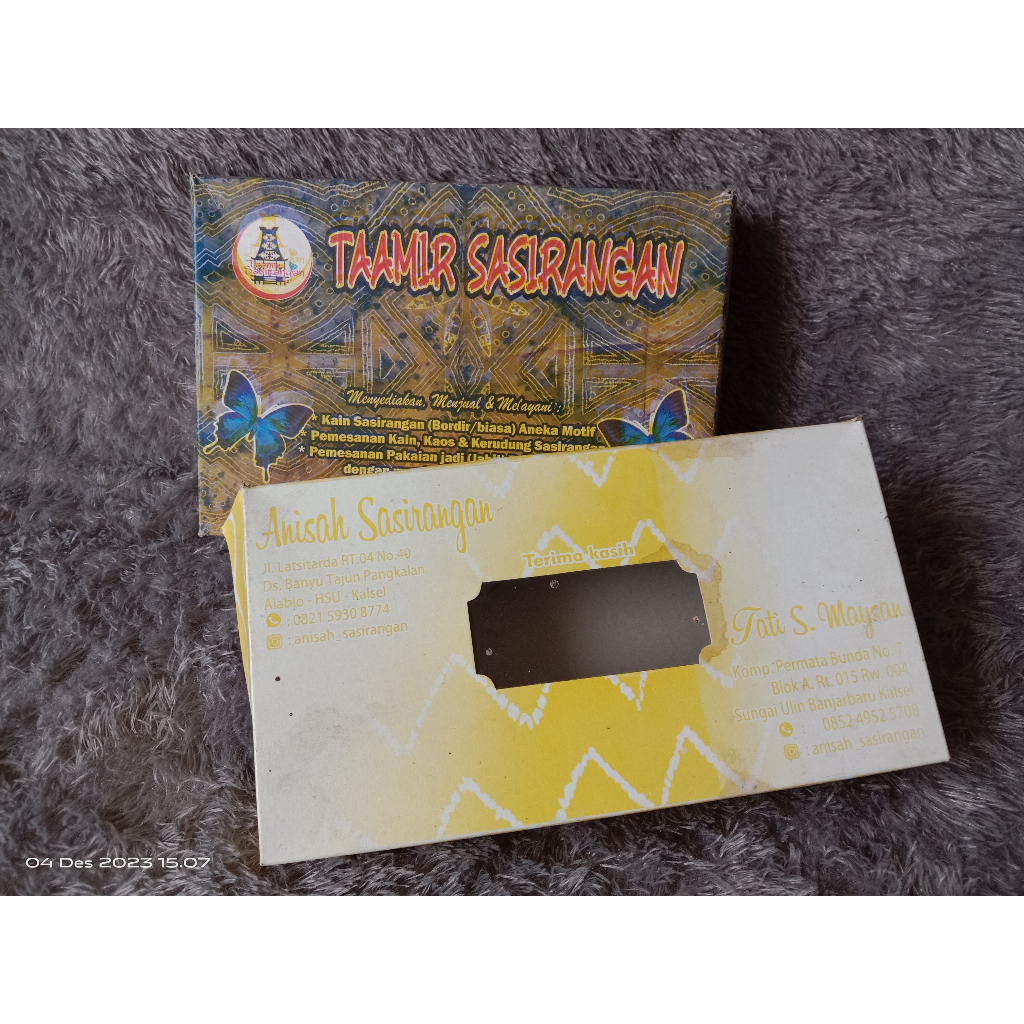 TAAMIR SASIRANGAN
Menyediakan, Menjual & Melayani :
* Kain Sasirangan (Bordir/biasa) Aneka Motif
* Pemesanan Kain, Kaos & Kerudung Sasirangan
* Pemesanan Pakaian jadi
dengan
Anisah Sasirangan
Jl. Latsitarda RT.04 No.40
Ds. Banyu Tajun Pangkalan
Alabio - HSU - Kalsel
: 0821 5930 8774
: anisah_sasirangan
Terima kasih
Tati S. Maysan
Komp. Permata Bunda No. 7
Blok A. Rt. 015 Rw. 004
Sungai Ulin Banjarbaru Kalsel
: 0852 4952 5708
: anisah_sasirangan
04 Des 2023 15.07